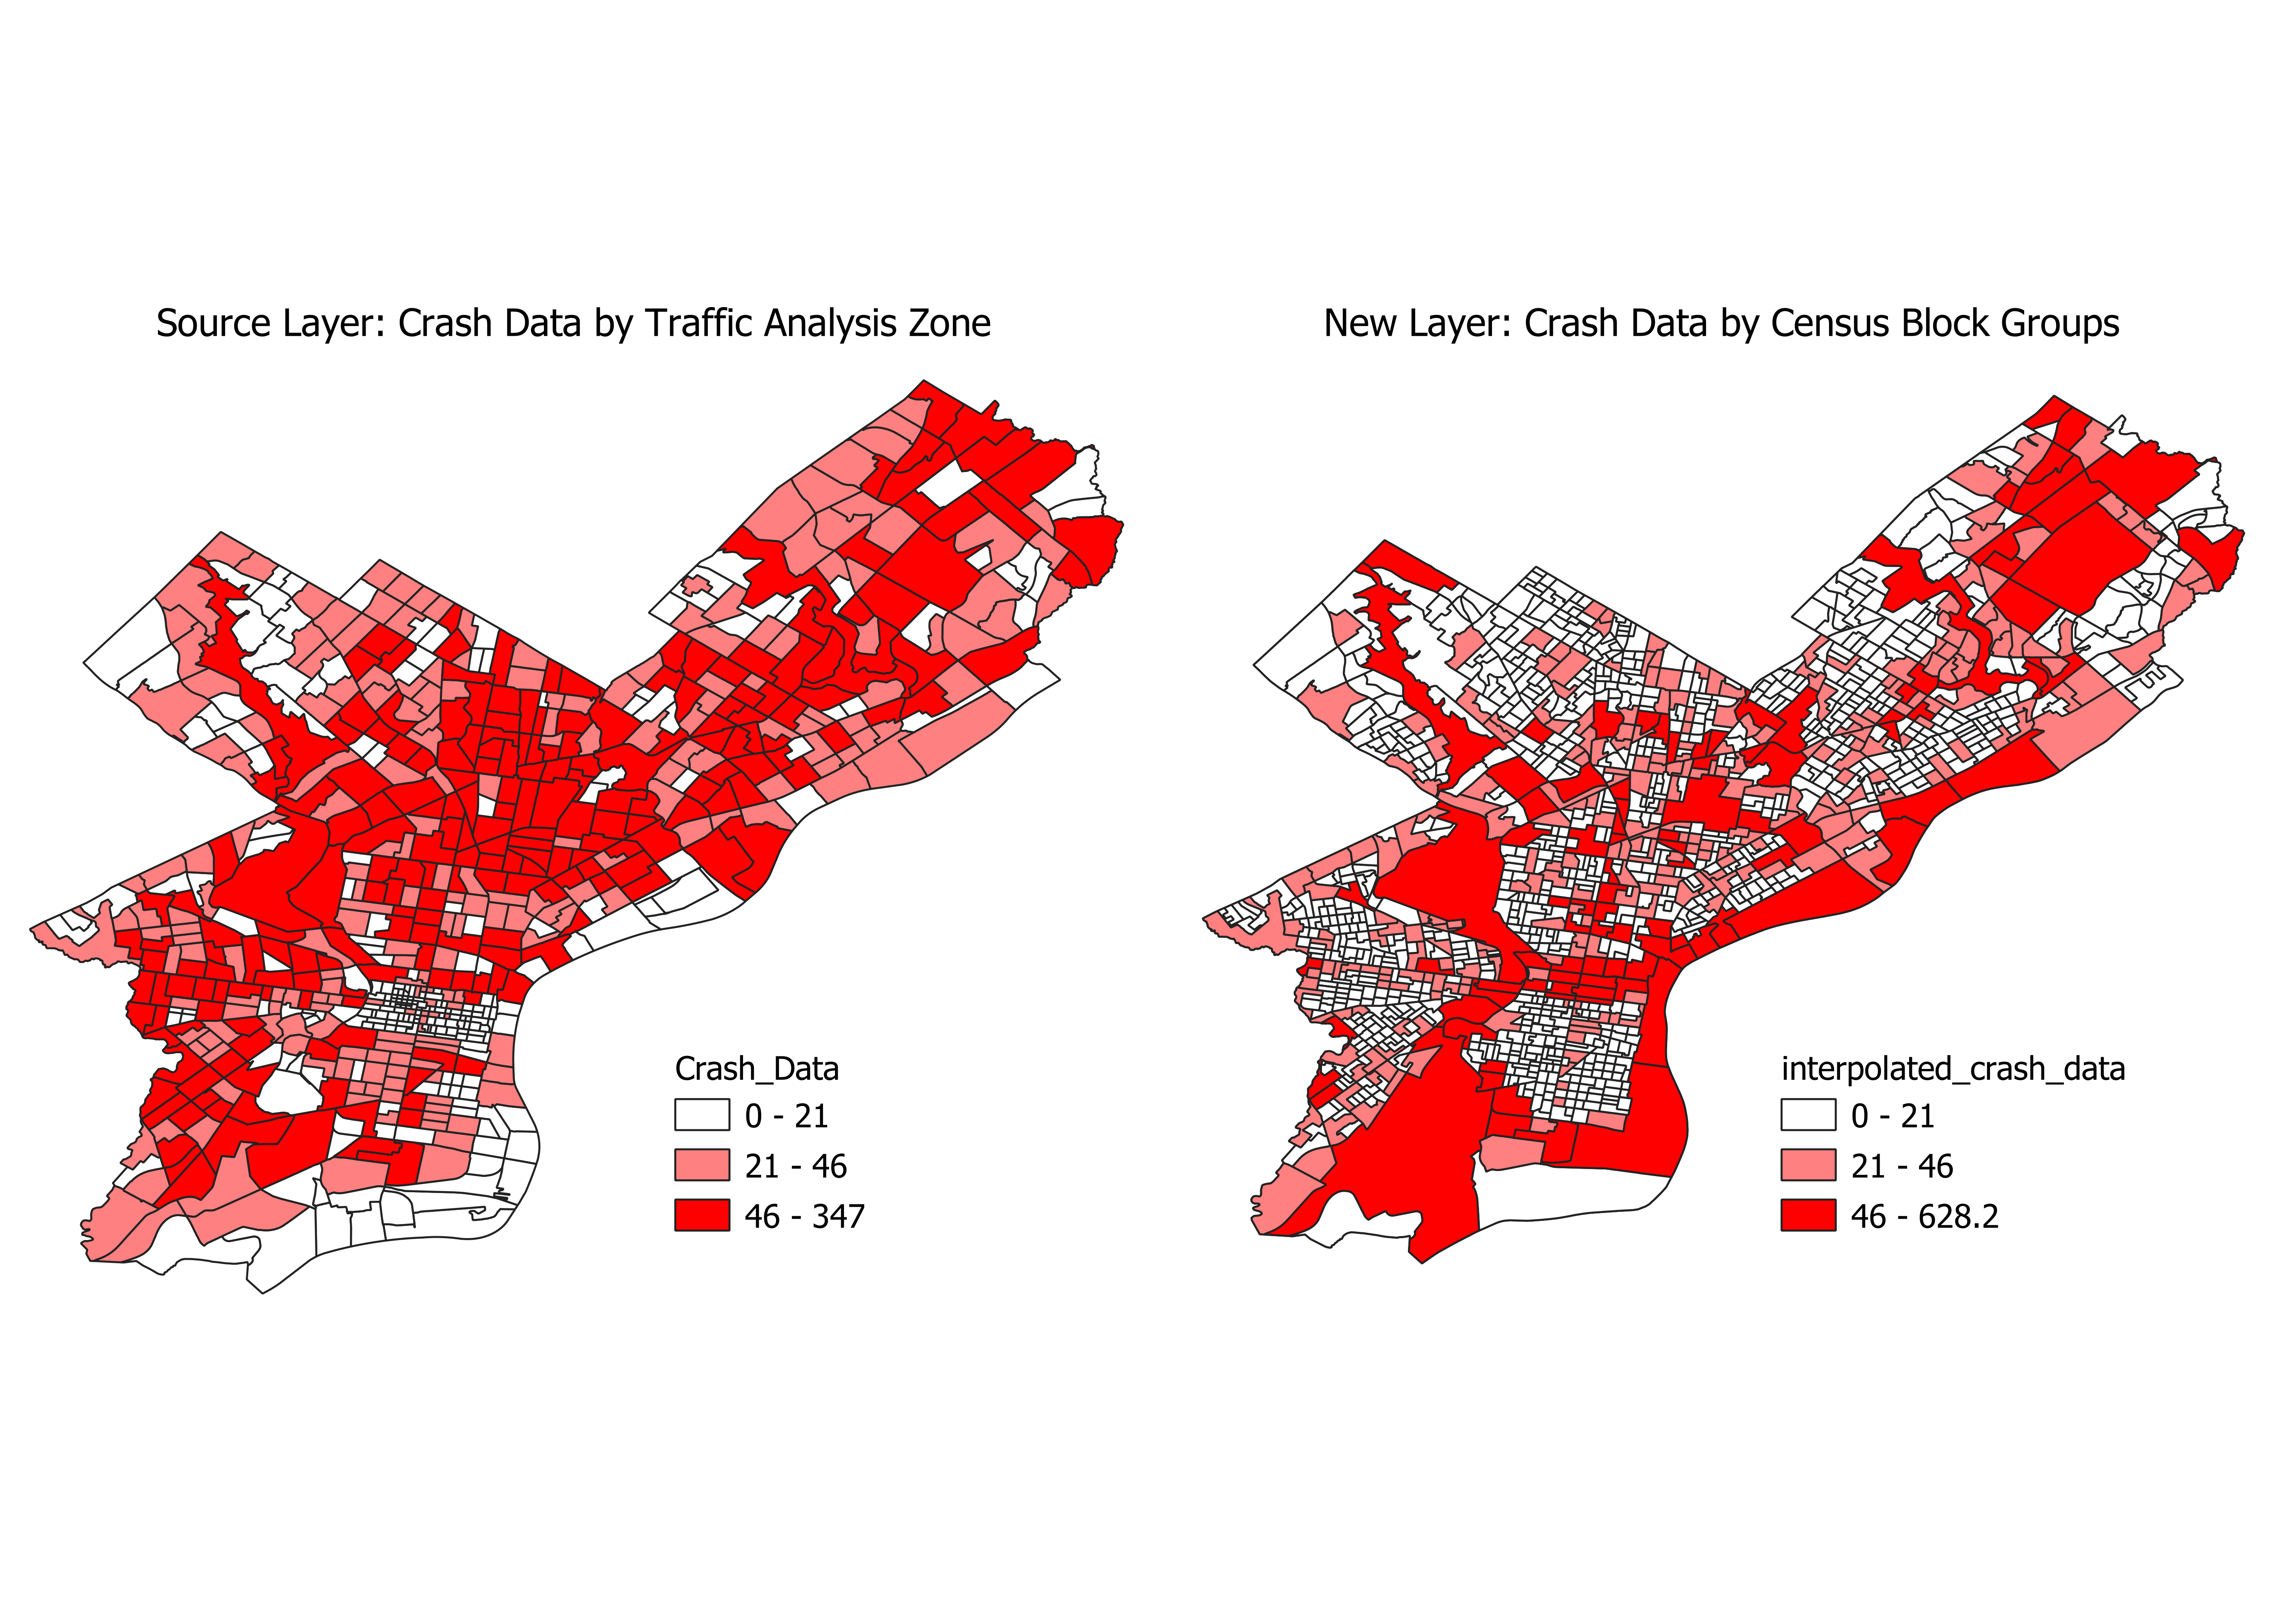 Source Layer: Crash Data by Traffic Analysis Zone
New Layer: Crash Data by Census Block Groups
Crash_Data
0 - 21
21 - 46
46 - 347
interpolated_crash_data
0 - 21
21 - 46
46 - 628.2